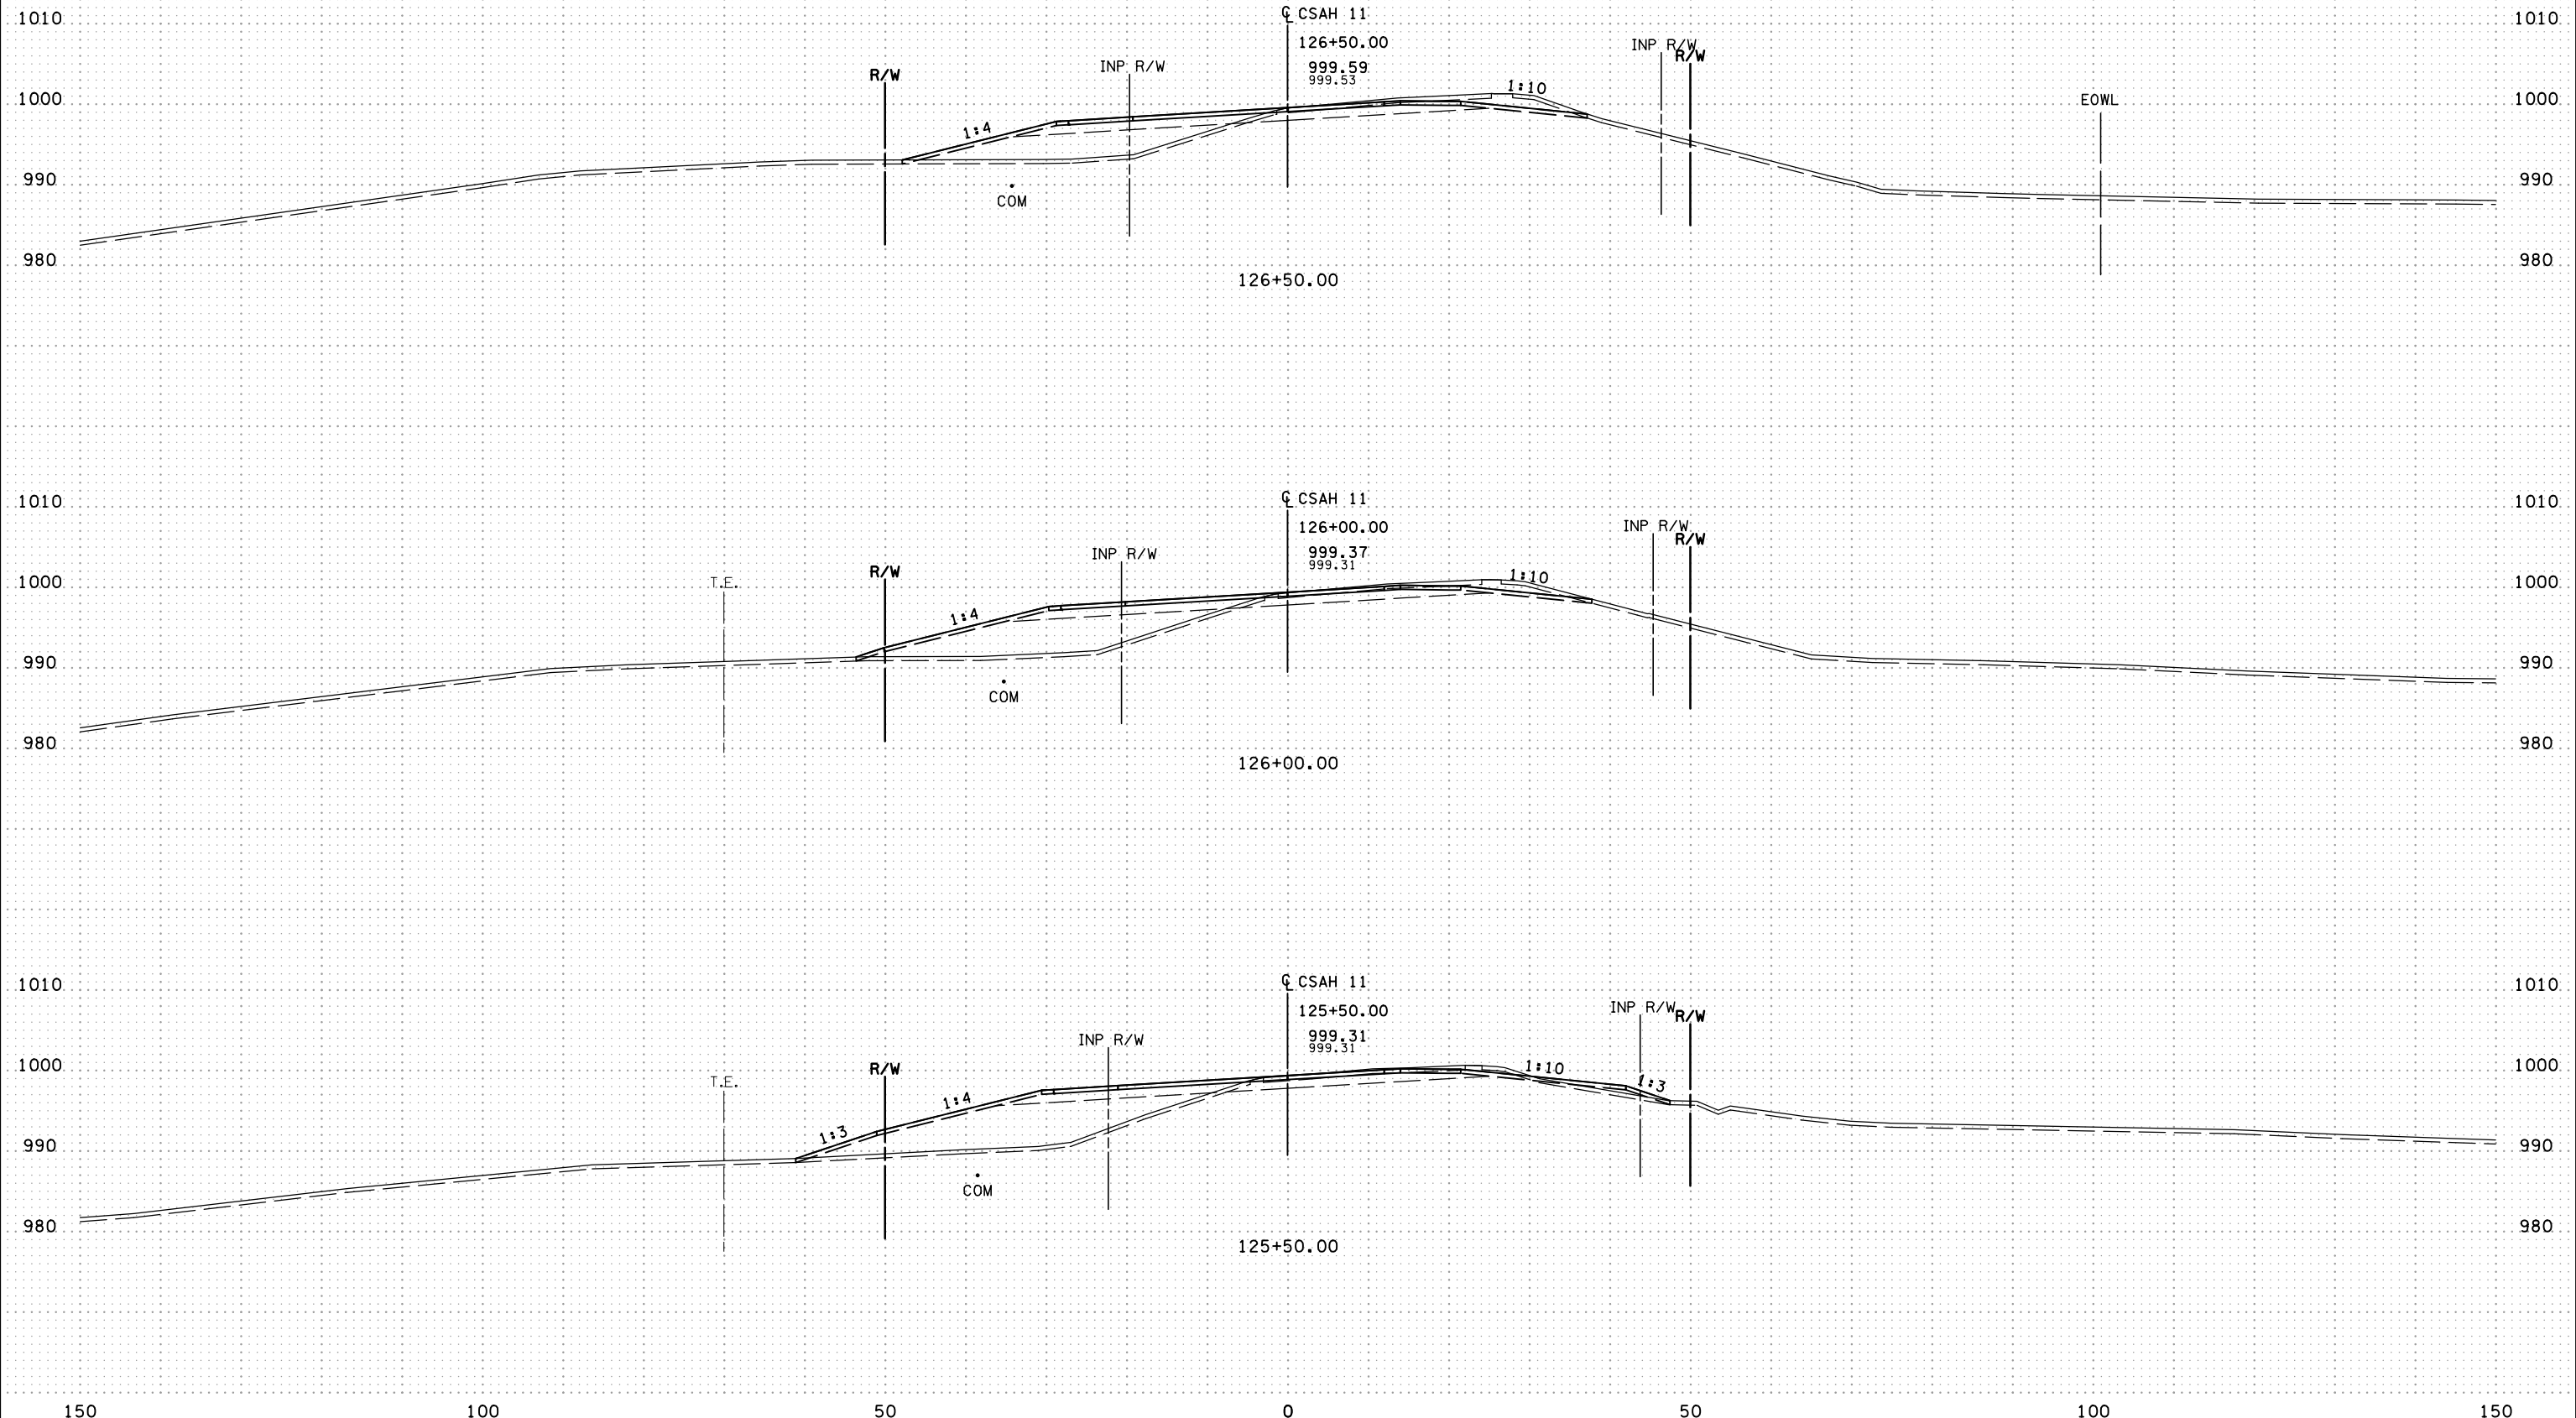 1010 ℄ CSAH 11 1010
126+50.00
INP R/W
R/W
INP R/W
999.59
R/W
999.53
1:10
1000 EOWL 1000
1:4
990 990
COM
980 980
126+50.00
1010 ℄ CSAH 11 1010
126+00.00
INP R/W
R/W
INP R/W
999.37
999.31
R/W
1:10
1000 T.E. 1000
1:4
990 990
COM
980 980
126+00.00
1010 ℄ CSAH 11 1010
INP R/W
125+50.00
R/W
INP R/W
999.31
999.31
1000 R/W 1:10 1000
T.E.
1:3
1:4
1:3
990 990
COM
980 980
125+50.00
150 100 50 0 50 100 150